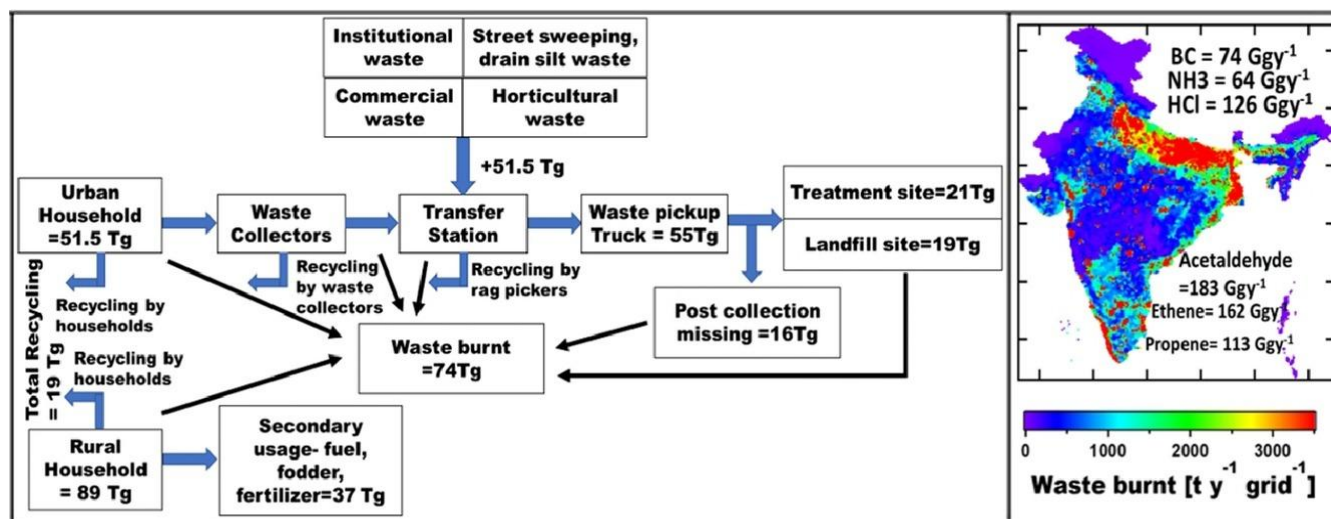 Institutional
waste
Street sweeping,
drain silt waste
Commercial
waste
Horticultural
waste
+51.5 Tg
Urban
Household
=51.5 Tg
Waste
Collectors
Transfer
Station
Waste pickup
Truck = 55Tg
Treatment site=21Tg
Landfill site=19Tg
Recycling by
households
Recycling
by waste
collectors
Recycling by
rag pickers
Post collection
missing =16Tg
Waste burnt
=74Tg
Total Recycling
= 19 Tg
Recycling by
households
Rural
Household
= 89 Tg
Secondary
usage- fuel,
fodder,
fertilizer=37 Tg
BC = 74 Ggy⁻¹
NH3 = 64 Ggy⁻¹
HCl = 126 Ggy⁻¹
Acetaldehyde
=183 Ggy⁻¹
Ethene= 162 Ggy⁻¹
Propene= 113 Ggy⁻¹
0 1000 2000 3000
Waste burnt [t y⁻¹ grid⁻¹]